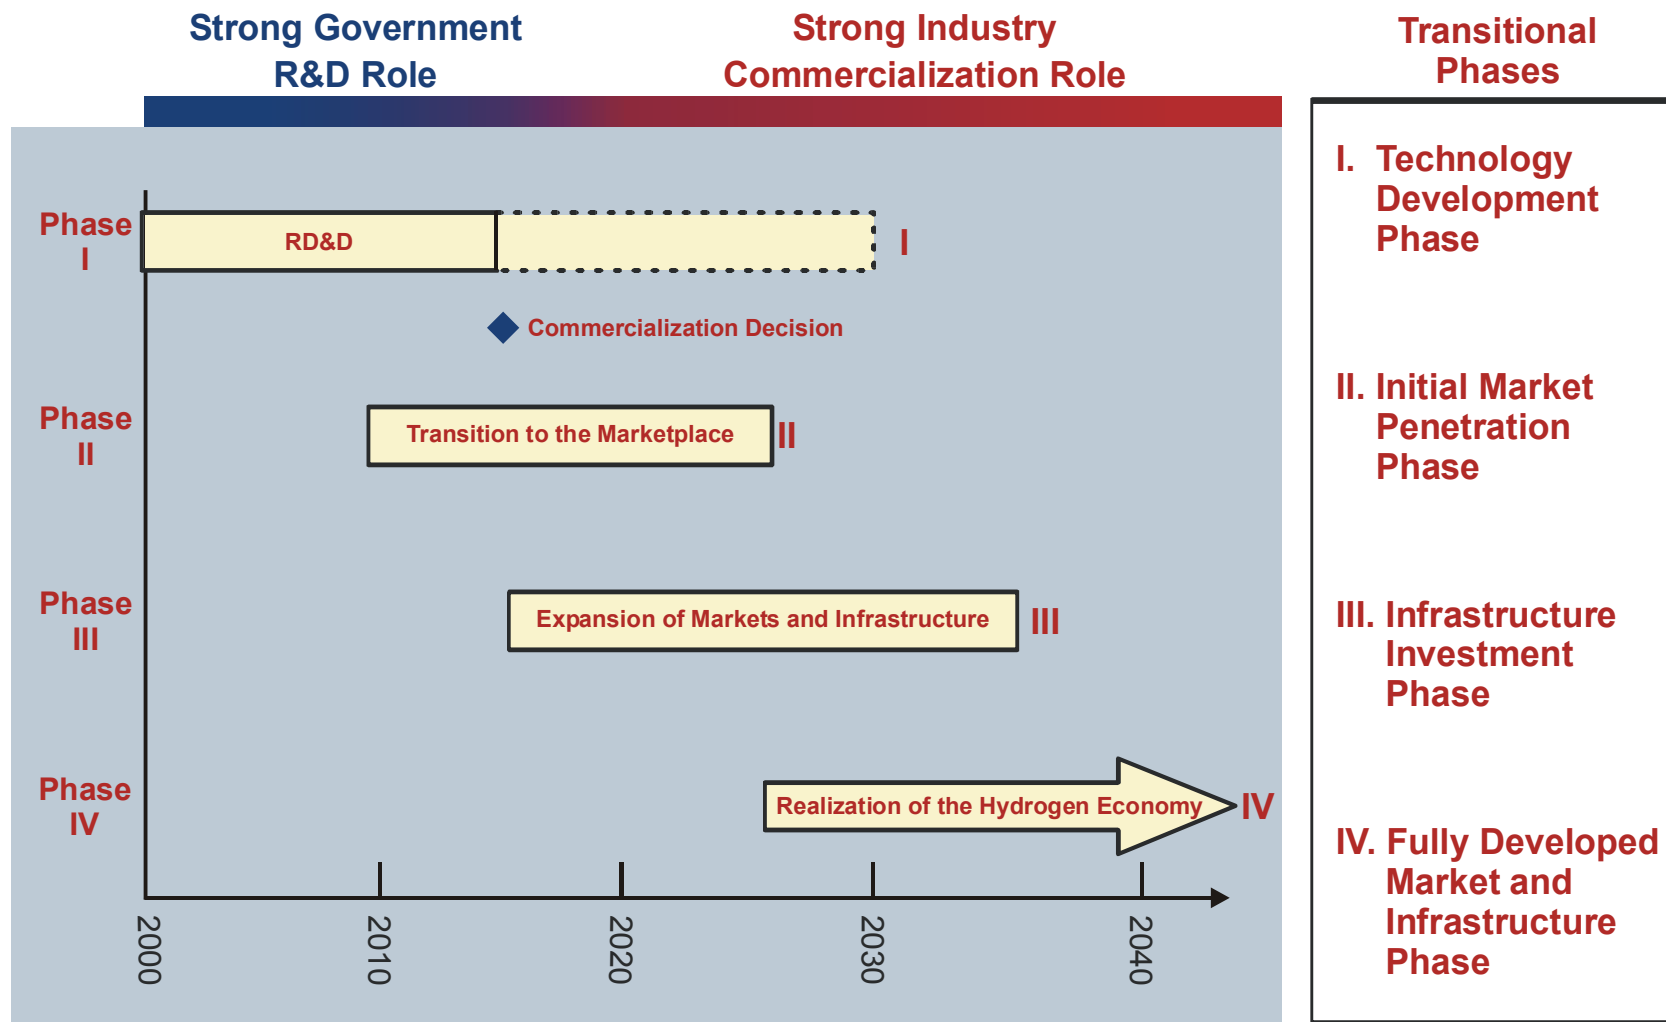 Strong Government
R&D Role
Strong Industry
Commercialization Role
Transitional
Phases
Phase
I
RD&D
I
Commercialization Decision
Phase
II
Transition to the Marketplace
II
Phase
III
Expansion of Markets and Infrastructure
III
Phase
IV
Realization of the Hydrogen Economy
IV
2000
2010
2020
2030
2040
I. Technology
Development
Phase
II. Initial Market
Penetration
Phase
III. Infrastructure
Investment
Phase
IV. Fully Developed
Market and
Infrastructure
Phase